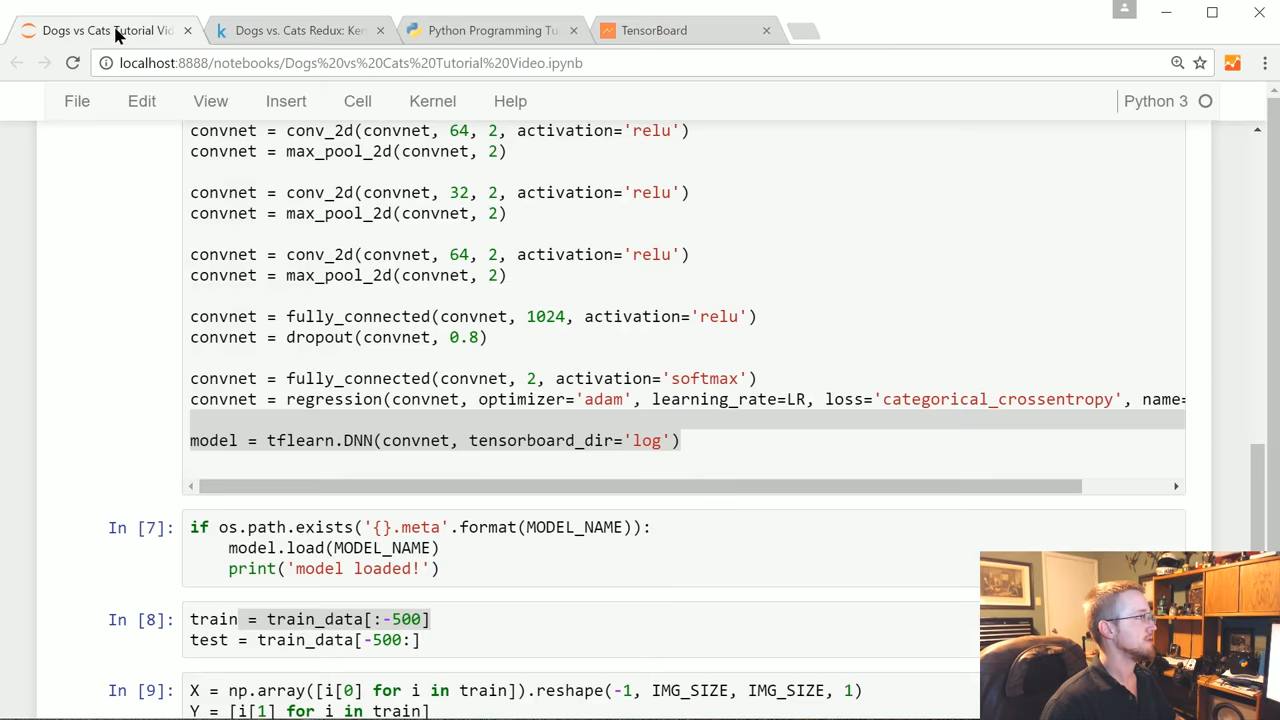 Dogs vs Cats Tutorial Vid
Dogs vs. Cats Redux: Ker
Python Programming Tu
TensorBoard
localhost:8888/notebooks/Dogs%20vs%20Cats%20Tutorial%20Video.ipynb
File Edit View Insert Cell Kernel Help Python 3
convnet = conv_2d(convnet, 64, 2, activation='relu')
convnet = max_pool_2d(convnet, 2)
convnet = conv_2d(convnet, 32, 2, activation='relu')
convnet = max_pool_2d(convnet, 2)
convnet = conv_2d(convnet, 64, 2, activation='relu')
convnet = max_pool_2d(convnet, 2)
convnet = fully_connected(convnet, 1024, activation='relu')
convnet = dropout(convnet, 0.8)
convnet = fully_connected(convnet, 2, activation='softmax')
convnet = regression(convnet, optimizer='adam', learning_rate=LR, loss='categorical_crossentropy', name=
model = tflearn.DNN(convnet, tensorboard_dir='log')
In [7]: if os.path.exists('{}.meta'.format(MODEL_NAME)):
model.load(MODEL_NAME)
print('model loaded!')
In [8]: train = train_data[:-500]
test = train_data[-500:]
In [9]: X = np.array([i[0] for i in train]).reshape(-1, IMG_SIZE, IMG_SIZE, 1)
Y = [i[1] for i in train]